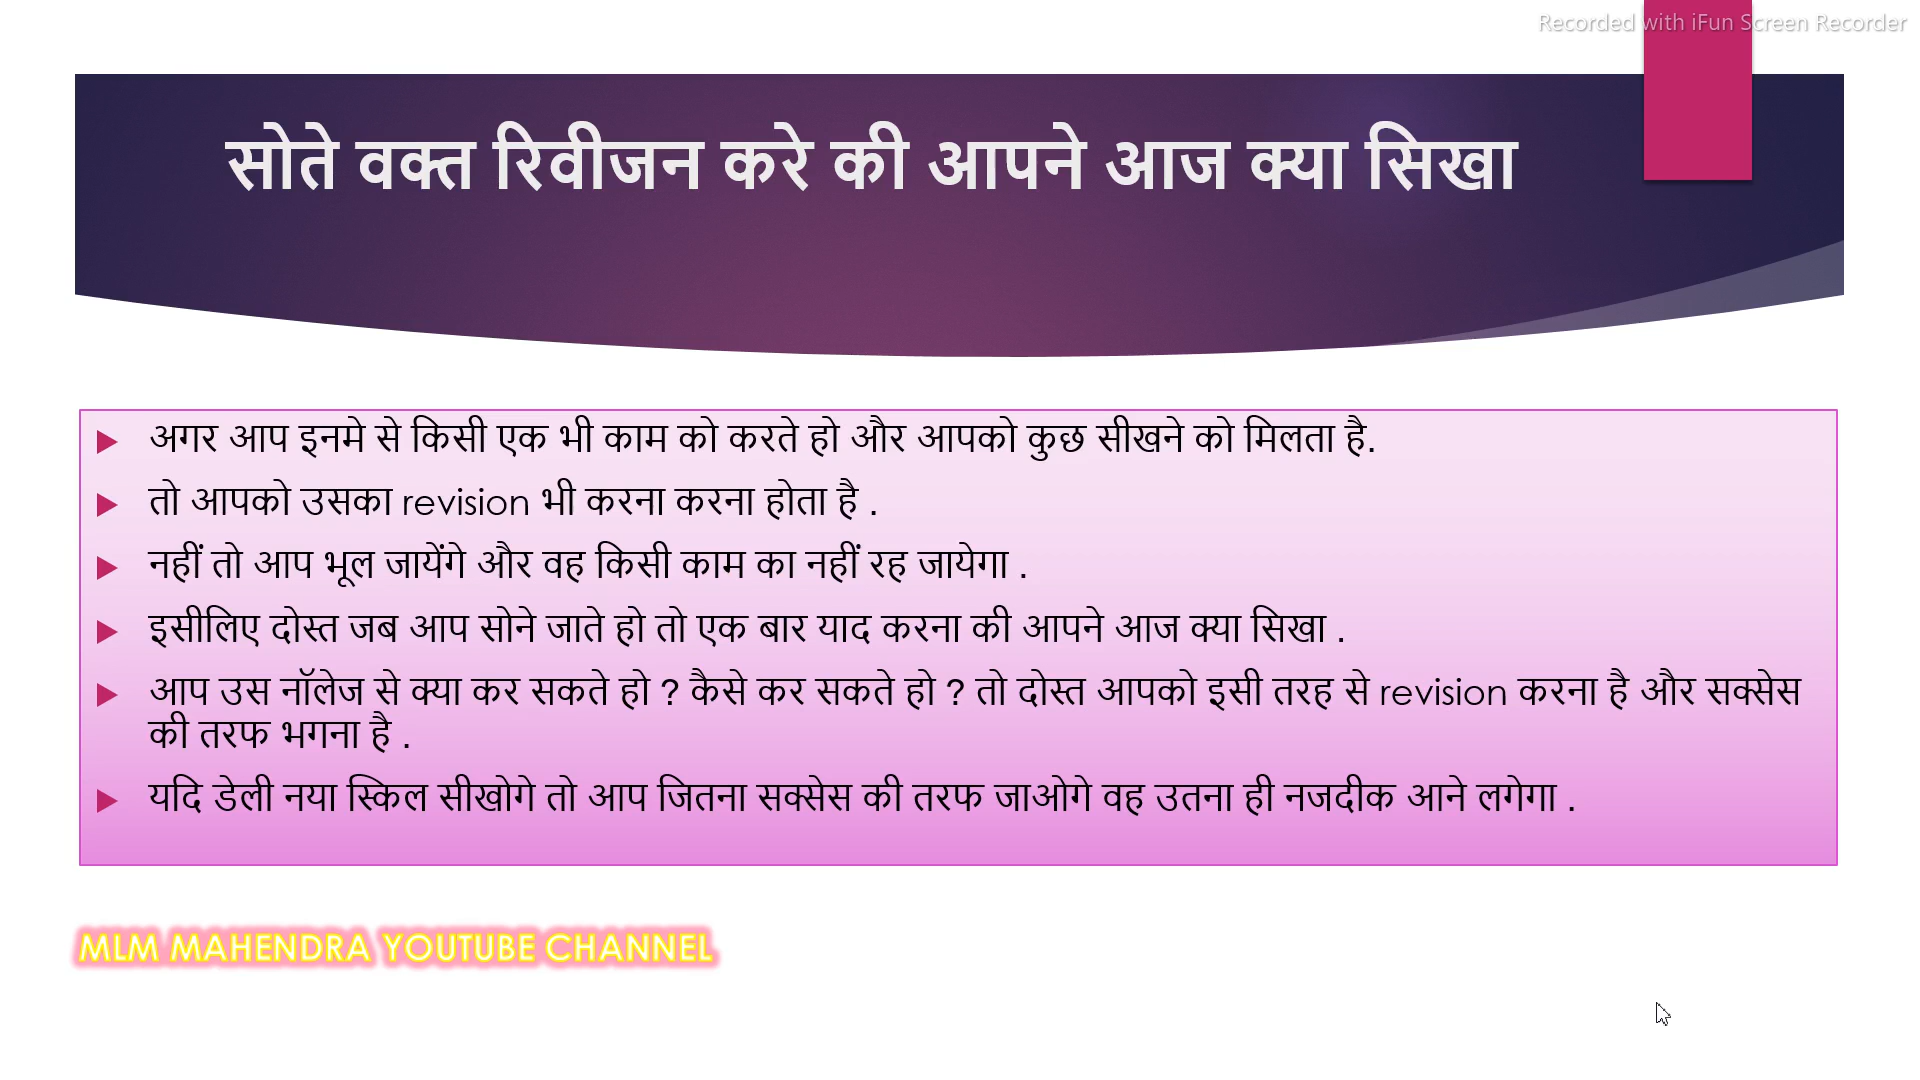 Recorded with iFun Screen Recorder
सोते वक्त रिवीजन करे की आपने आज क्या सिखा
अगर आप इनमे से किसी एक भी काम को करते हो और आपको कुछ सीखने को मिलता है.
तो आपको उसका revision भी करना करना होता है .
नहीं तो आप भूल जायेंगे और वह किसी काम का नहीं रह जायेगा .
इसीलिए दोस्त जब आप सोने जाते हो तो एक बार याद करना की आपने आज क्या सिखा .
आप उस नॉलेज से क्या कर सकते हो ? कैसे कर सकते हो ? तो दोस्त आपको इसी तरह से revision करना है और सक्सेस
की तरफ भगना है .
यदि डेली नया स्किल सीखोगे तो आप जितना सक्सेस की तरफ जाओगे वह उतना ही नजदीक आने लगेगा .
MLM MAHENDRA YOUTUBE CHANNEL